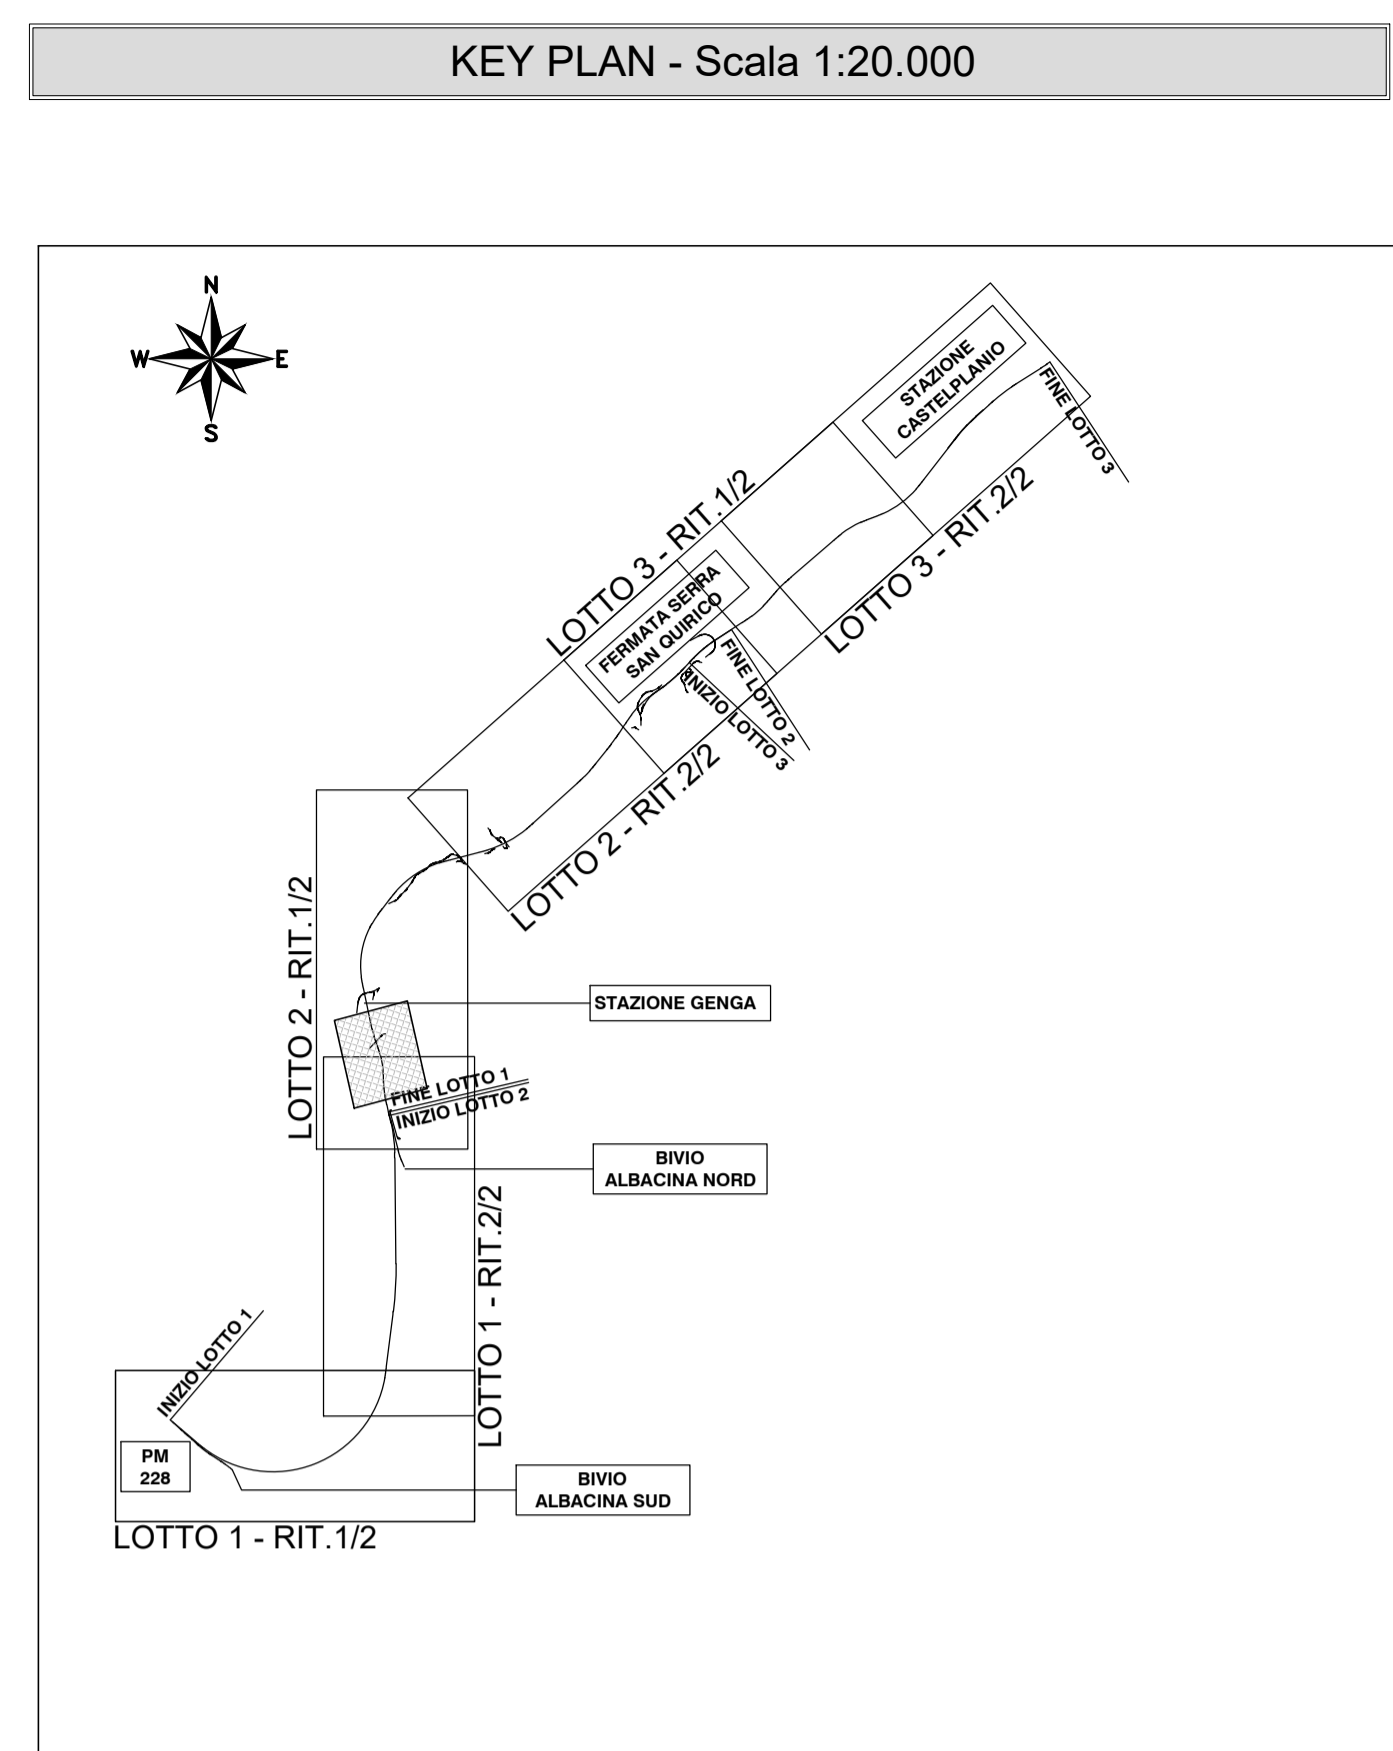 KEY PLAN - Scala 1:20.000
N
W
E
S
STAZIONE
CASTELPLANIO
FINE LOTTO 3
LOTTO 3 - RIT.1/2
LOTTO 3 - RIT.2/2
FERMATA SERRA
SAN QUIRICO
FINE LOTTO 2
INIZIO LOTTO 3
LOTTO 2 - RIT.2/2
LOTTO 2 - RIT.1/2
STAZIONE GENGA
FINE LOTTO 1
INIZIO LOTTO 2
BIVIO
ALBACINA NORD
LOTTO 1 - RIT.2/2
INIZIO LOTTO 1
PM
228
BIVIO
ALBACINA SUD
LOTTO 1 - RIT.1/2